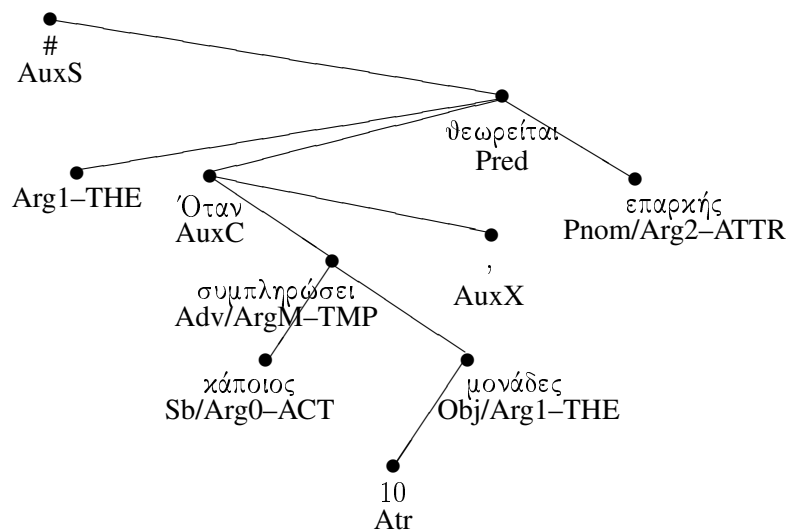 #
AuxS
θεωρείται
Pred
Arg1–THE
Όταν
AuxC
επαρκής
Pnom/Arg2–ATTR
,
AuxX
συμπληρώσει
Adv/ArgM–TMP
κάποιος
Sb/Arg0–ACT
μονάδες
Obj/Arg1–THE
10
Atr